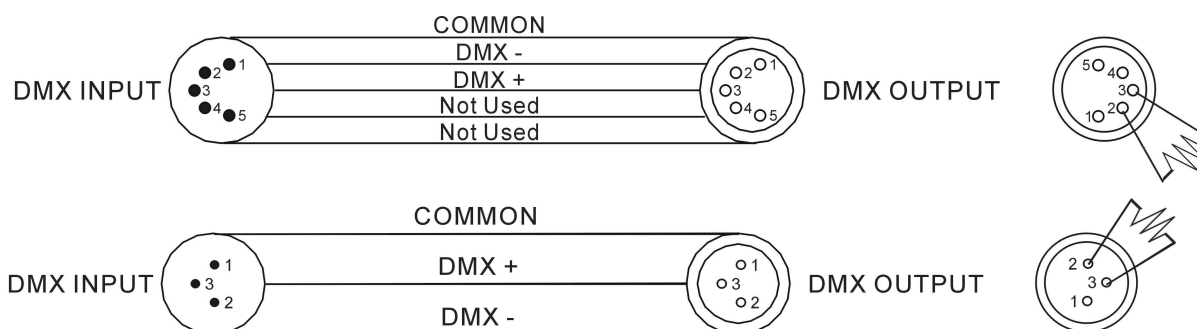 COMMON
DMX -
DMX INPUT
DMX +
DMX OUTPUT
Not Used
Not Used
1
2
3
4
5
1
2
3
4
5
5
4
3
2
1
COMMON
DMX INPUT
DMX +
DMX OUTPUT
DMX -
1
3
2
1
3
2
2
3
1